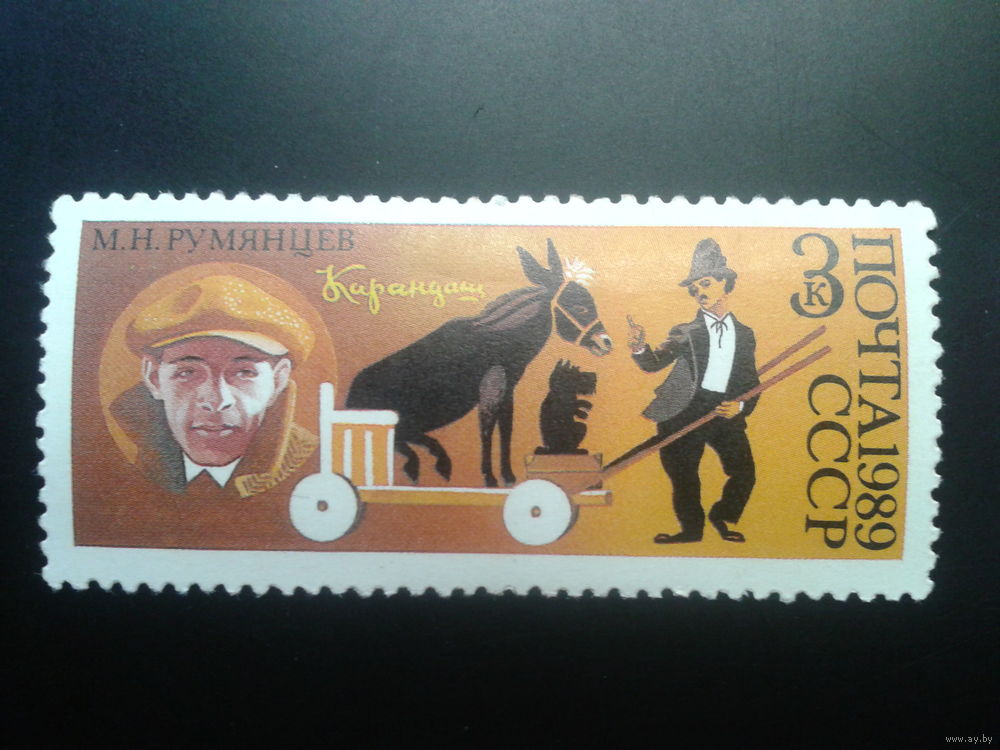 М.Н. РУМЯНЦЕВ
Карандаш
3к
ПОЧТА 1989
СССР
www.ay.by